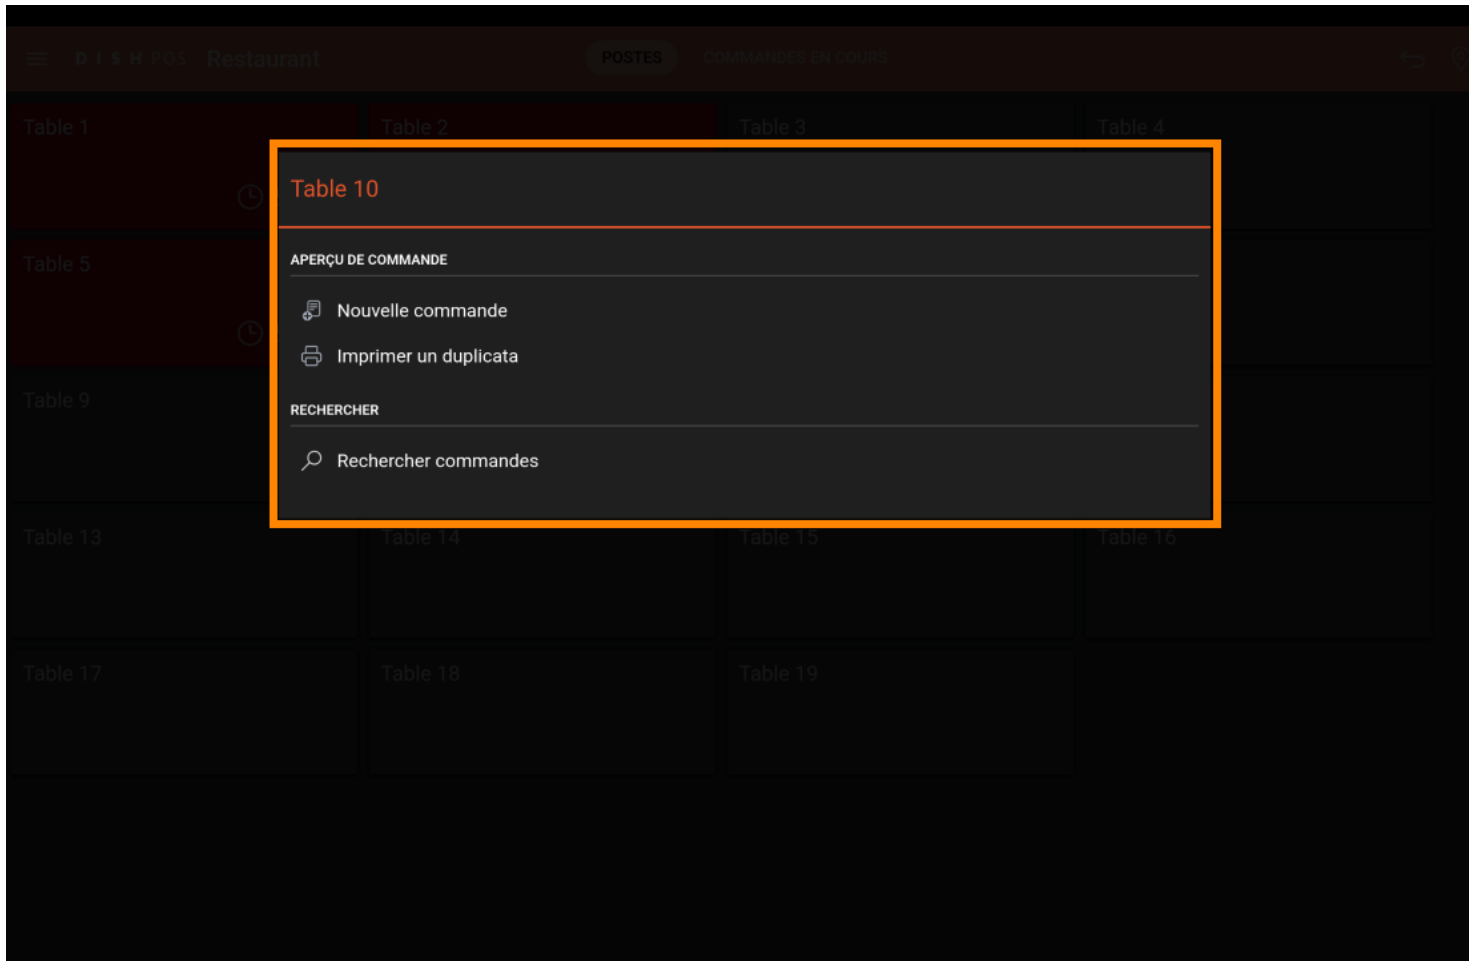 DISH POS Restaurant POSTES COMMANDES EN COURS
Table 1 Table 2 Table 3 Table 4
Table 10
APERÇU DE COMMANDE
Table 5
Nouvelle commande
Imprimer un duplicata
Table 9
RECHERCHER
Rechercher commandes
Table 13 Table 14 Table 15 Table 16
Table 17 Table 18 Table 19